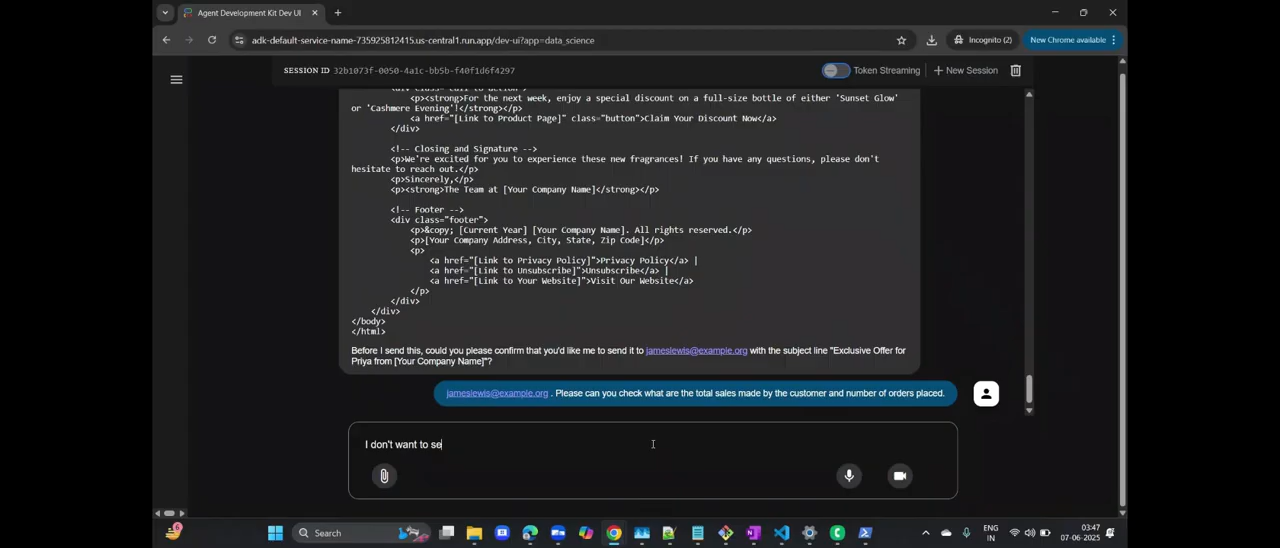 Agent Development Kit Dev UI
adk-default-service-name-735925812415.us-central1.run.app/dev-ui?app=data_science
Incognito (2)
New Chrome available
SESSION ID 32b1073f-0050-4a1c-bb5b-f40f1d6f4297
Token Streaming
New Session
<div class="call-to-action">
<p><strong>For the next week, enjoy a special discount on a full-size bottle of either 'Sunset Glow'
or 'Cashmere Evening'!</strong></p>
<a href="[Link to Product Page]" class="button">Claim Your Discount Now</a>
</div>
<!-- Closing and Signature -->
<p>We're excited for you to experience these new fragrances! If you have any questions, please don't
hesitate to reach out.</p>
<p>Sincerely,</p>
<p><strong>The Team at [Your Company Name]</strong></p>
<!-- Footer -->
<div class="footer">
<p>&copy; [Current Year] [Your Company Name]. All rights reserved.</p>
<p>[Your Company Address, City, State, Zip Code]</p>
<p>
<a href="[Link to Privacy Policy]">Privacy Policy</a> |
<a href="[Link to Unsubscribe]">Unsubscribe</a> |
<a href="[Link to Your Website]">Visit Our Website</a>
</p>
</div>
</div>
</body>
</html>
Before I send this, could you please confirm that you'd like me to send it to jameslewis@example.org with the subject line "Exclusive Offer for
Priya from [Your Company Name]"?
jameslewis@example.org . Please can you check what are the total sales made by the customer and number of orders placed.
I don't want to se
6
Search
ENG
IN
03:47
07-06-2025